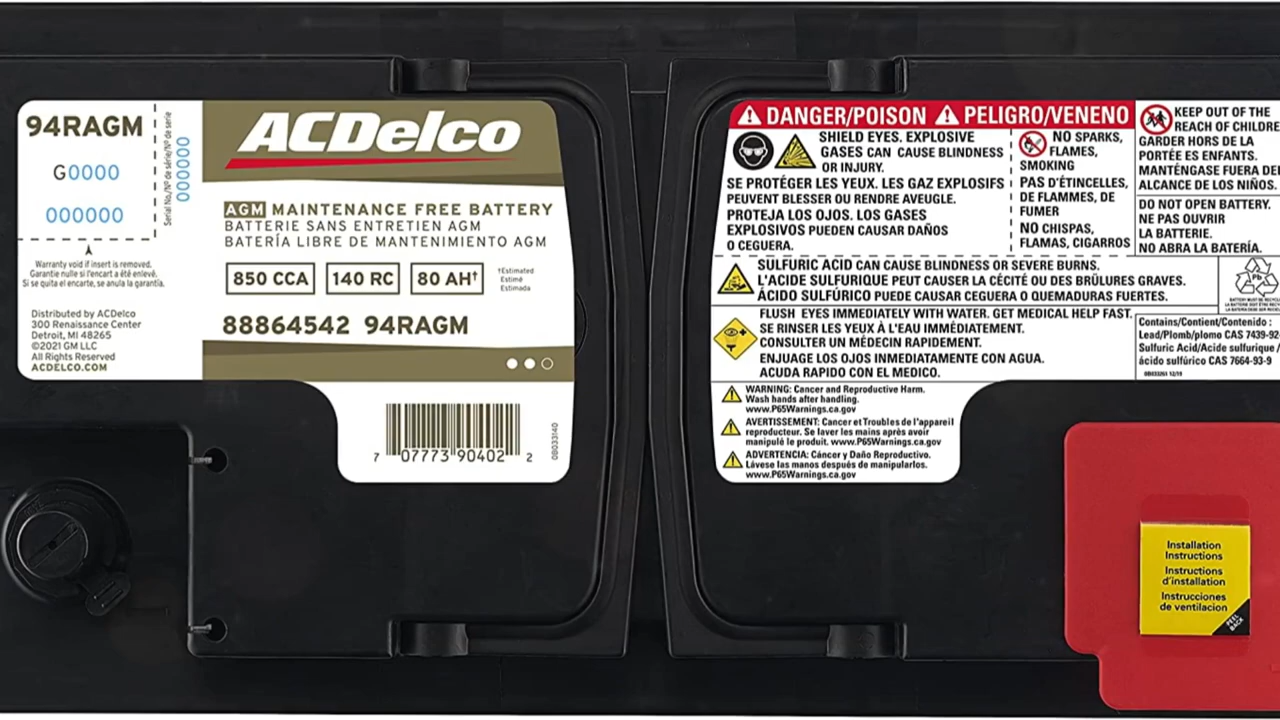 94RAGM
G0000
000000
Serial No./Nº de série/Nº de serie
000000
Warranty void if insert is removed.
Garantie nulle si l'encart a été enlevé.
Si se quita el encarte, se anula la garantía.
Distributed by ACDelco
300 Renaissance Center
Detroit, MI 48265
©2021 GM LLC
All Rights Reserved
ACDELCO.COM
ACDelco
AGM MAINTENANCE FREE BATTERY
BATTERIE SANS ENTRETIEN AGM
BATERÍA LIBRE DE MANTENIMIENTO AGM
850 CCA 140 RC 80 AH†
†Estimated
Estimé
Estimada
88864542 94RAGM
7 07773 90402 2
08033140
DANGER/POISON PELIGRO/VENENO
SHIELD EYES. EXPLOSIVE
GASES CAN CAUSE BLINDNESS
OR INJURY.
SE PROTÉGER LES YEUX. LES GAZ EXPLOSIFS
PEUVENT BLESSER OU RENDRE AVEUGLE.
PROTEJA LOS OJOS. LOS GASES
EXPLOSIVOS PUEDEN CAUSAR DAÑOS
O CEGUERA.
NO SPARKS,
FLAMES,
SMOKING
PAS D'ÉTINCELLES,
DE FLAMMES, DE
FUMER
NO CHISPAS,
FLAMAS, CIGARROS
KEEP OUT OF THE
REACH OF CHILDRE
GARDER HORS DE LA
PORTÉE ES ENFANTS.
MANTÉNGASE FUERA DEL
ALCANCE DE LOS NIÑOS.
DO NOT OPEN BATTERY.
NE PAS OUVRIR
LA BATTERIE.
NO ABRA LA BATERÍA.
SULFURIC ACID CAN CAUSE BLINDNESS OR SEVERE BURNS.
L'ACIDE SULFURIQUE PEUT CAUSER LA CÉCITÉ OU DES BRÛLURES GRAVES.
ÁCIDO SULFÚRICO PUEDE CAUSAR CEGUERA O QUEMADURAS FUERTES.
Pb
FLUSH EYES IMMEDIATELY WITH WATER. GET MEDICAL HELP FAST.
SE RINSER LES YEUX À L'EAU IMMÉDIATEMENT.
CONSULTER UN MÉDECIN RAPIDEMENT.
ENJUAGE LOS OJOS INMEDIATAMENTE CON AGUA.
ACUDA RAPIDO CON EL MEDICO.
Contains/Content/Contenido :
Lead/Plomb/plomo CAS 7439-92-
Sulfuric Acid/Acide sulfurique /
ácido sulfúrico CAS 7664-93-9
WARNING: Cancer and Reproductive Harm.
Wash hands after handling.
www.P65Warnings.ca.gov
AVERTISSEMENT: Cancer et Troubles de l'appareil
reproducteur. Se laver les mains après avoir
manipulé le produit. www.P65Warnings.ca.gov
ADVERTENCIA: Cáncer y Daño Reproductivo.
Lávese las manos después de manipularlos.
www.P65Warnings.ca.gov
Installation
Instructions
Instructions
d'installation
Instrucciones
de ventilacion
PEEL
BACK